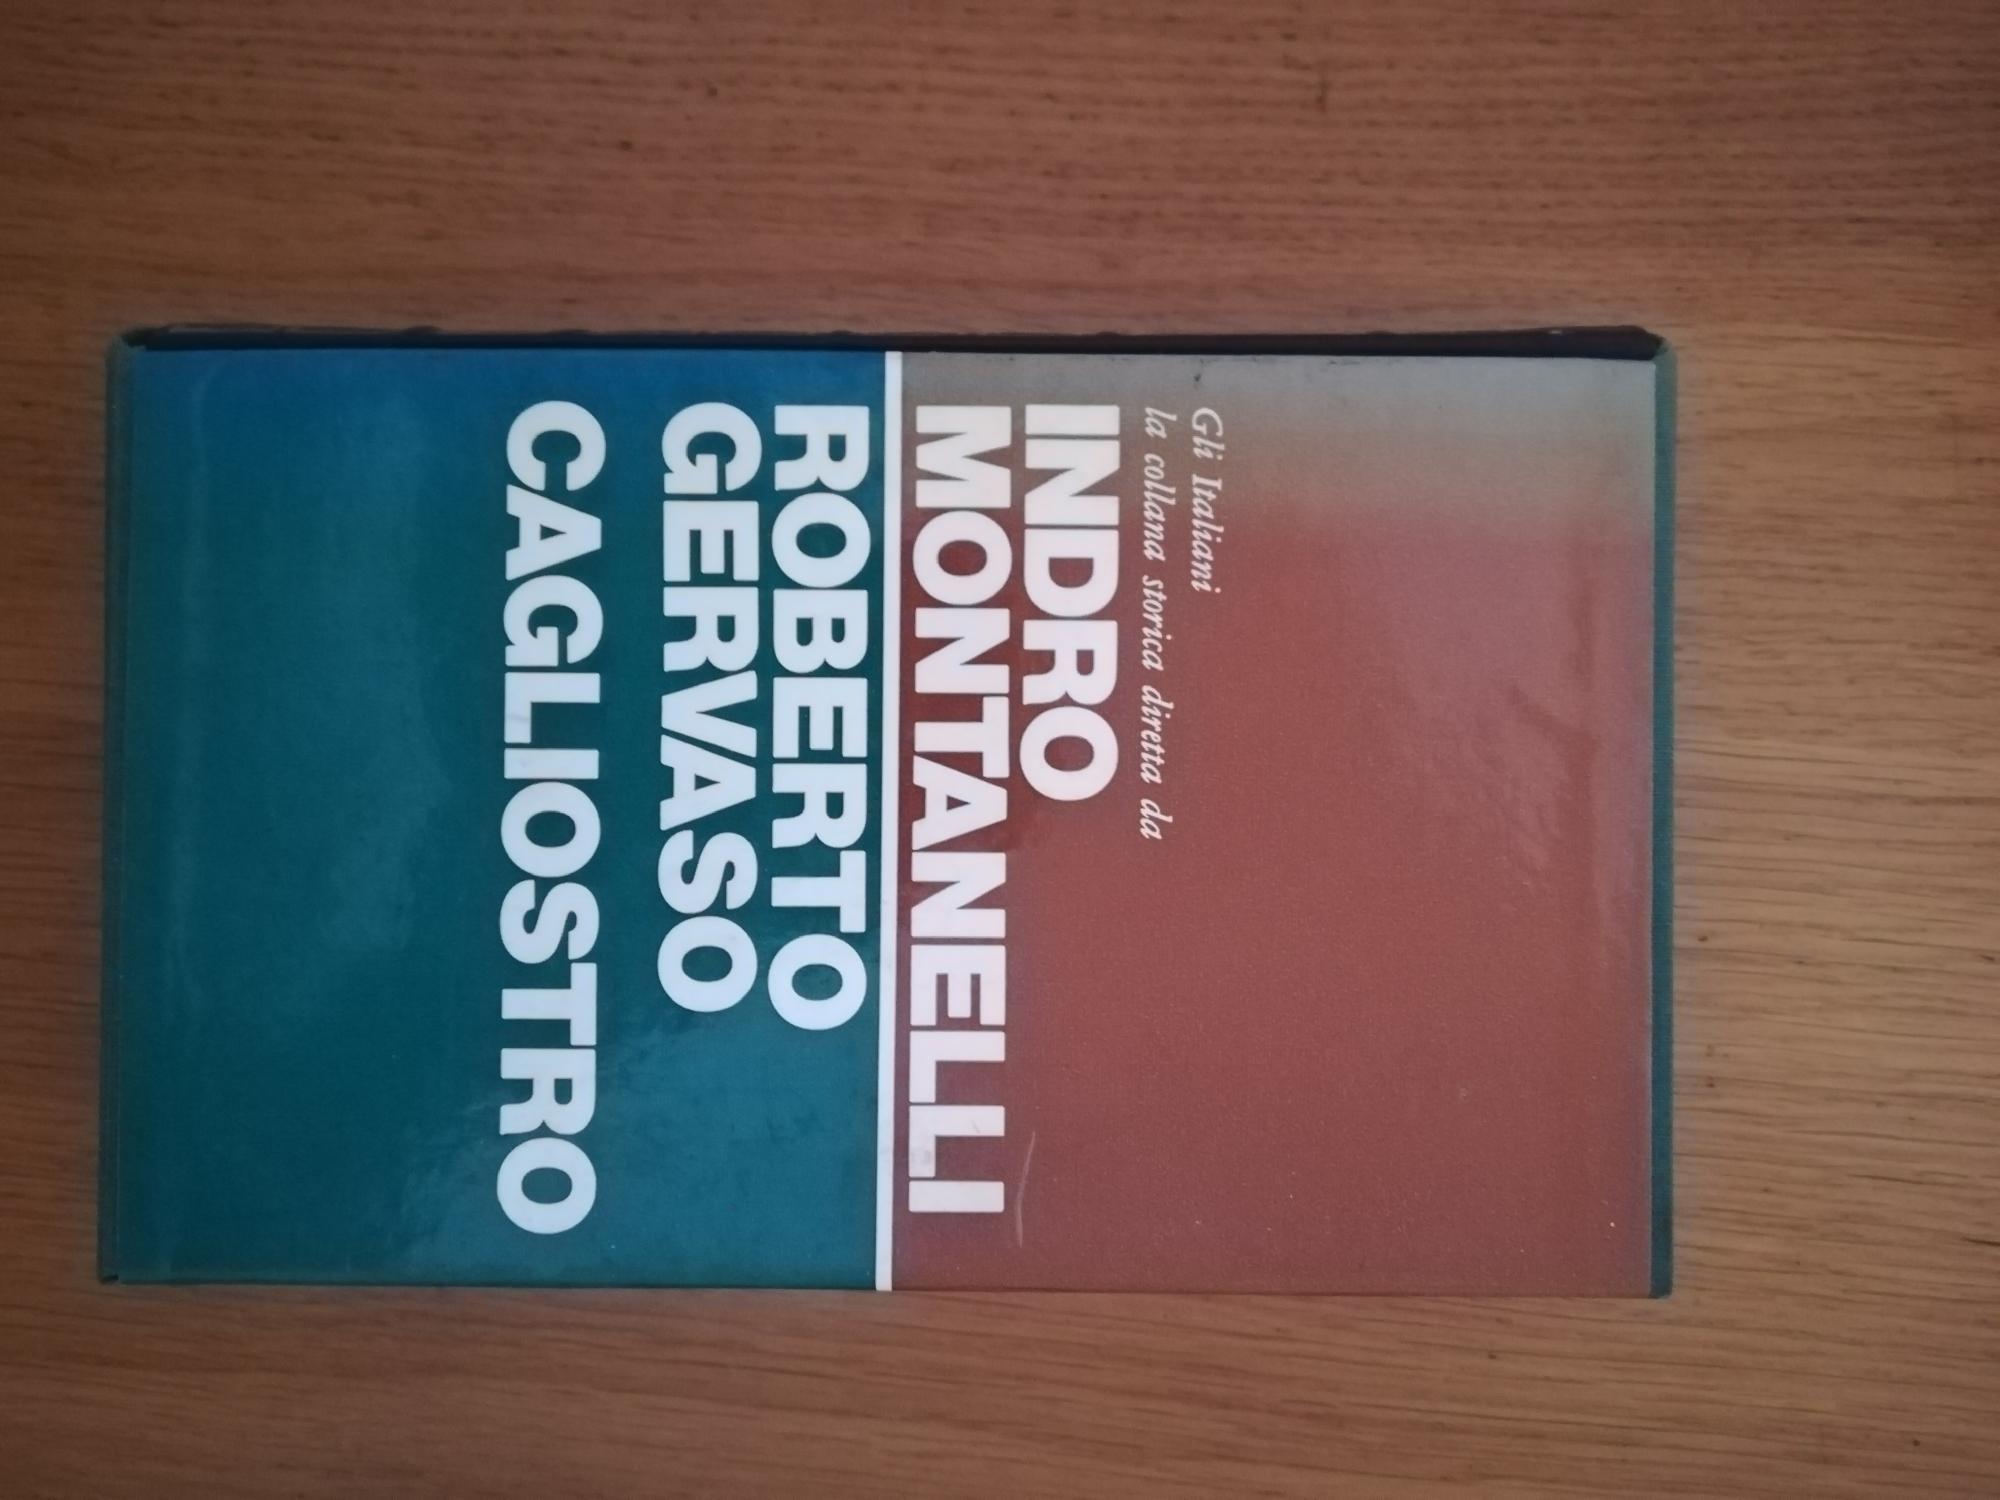 Gli Italiani
la collana storica diretta da
INDRO
MONTANELLI
ROBERTO
GERVASO
CAGLIOSTRO